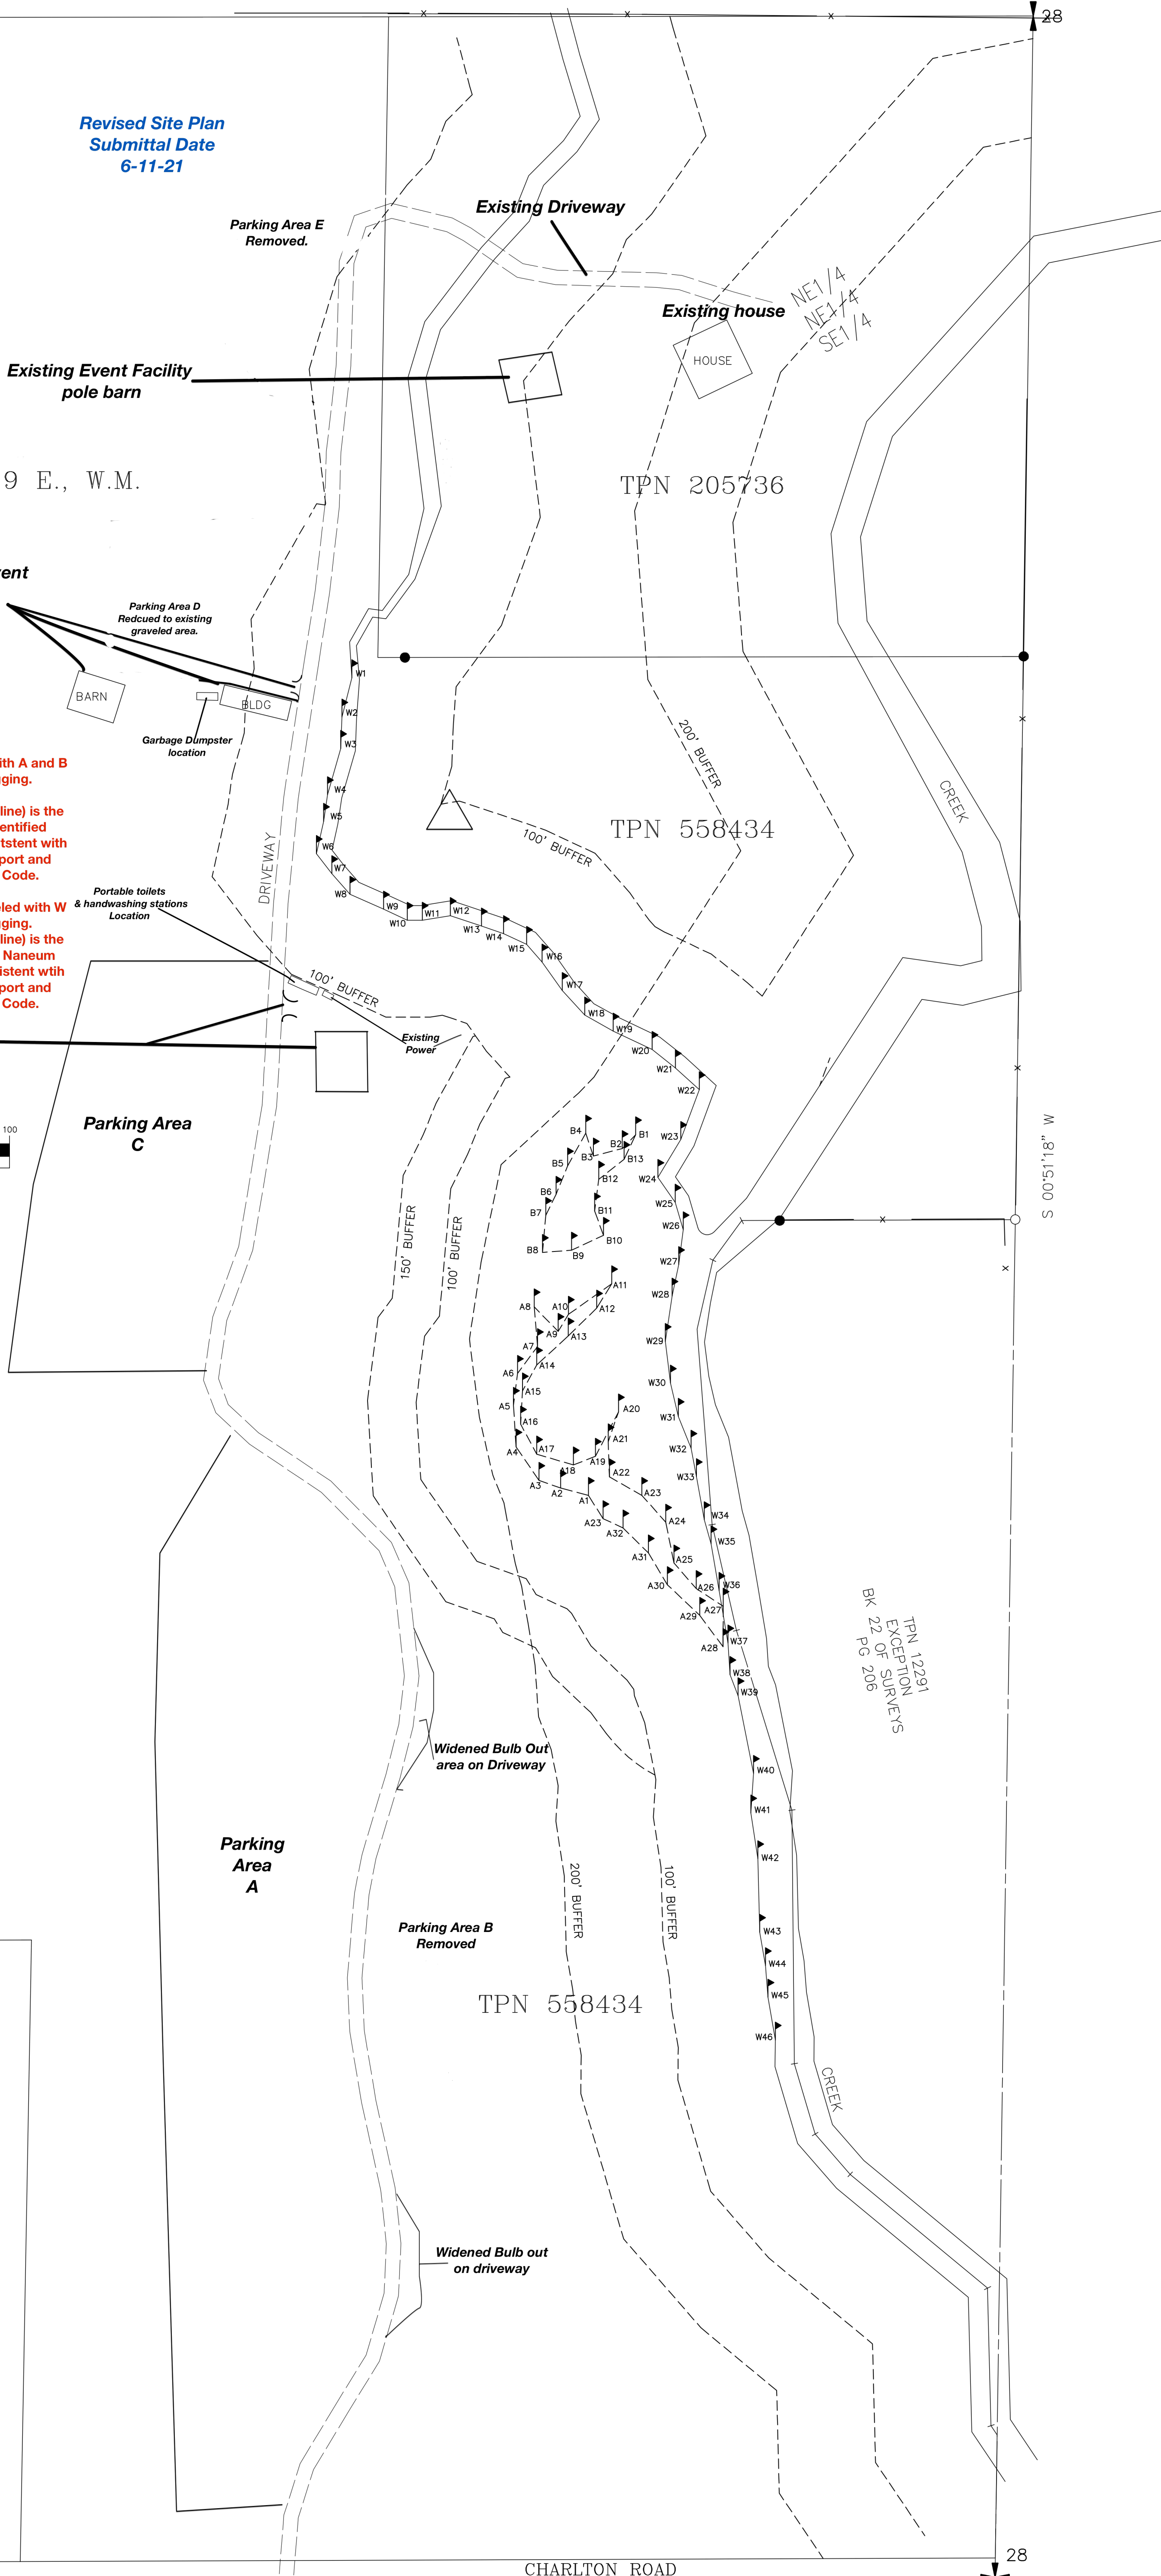 28
Revised Site Plan
Submittal Date
6-11-21
Parking Area E
Removed.
Existing Driveway
NE1/4
NE1/4
SE1/4
Existing house
HOUSE
Existing Event Facility
pole barn
9 E., W.M.
TPN 205736
Parking Area D
Redcued to existing
graveled area.
BARN
BLDG
Garbage Dumpster
location
W1
W2
W3
W4
W5
W6
W7
W8
W9
W10
W11
W12
W13
W14
W15
W16
W17
W18
W19
W20
W21
W22
W23
W24
W25
W26
W27
W28
W29
W30
W31
W32
W33
W34
W35
W36
W37
W38
W39
W40
W41
W42
W43
W44
W45
W46
200' BUFFER
CREEK
TPN 558434
100' BUFFER
ith A and B
gging.
line) is the
entified
tstent with
port and
Code.
eled with W
gging.
line) is the
Naneum
istent wtih
port and
Code.
DRIVEWAY
Portable toilets
& handwashing stations
Location
100' BUFFER
Existing
Power
Parking Area
C
100
S 00°51'18" W
B1
B2
B3
B4
B5
B6
B7
B8
B9
B10
B11
B12
B13
150' BUFFER
100' BUFFER
A1
A2
A3
A4
A5
A6
A7
A8
A9
A10
A11
A12
A13
A14
A15
A16
A17
A18
A19
A20
A21
A22
A23
A24
A25
A26
A27
A28
A29
A30
A31
A32
A23
TPN 12291
EXCEPTION
BK 22 OF SURVEYS
PG 206
Widened Bulb Out
area on Driveway
Parking
Area
A
200' BUFFER
100' BUFFER
Parking Area B
Removed
TPN 558434
CREEK
Widened Bulb out
on driveway
28
CHARLTON ROAD